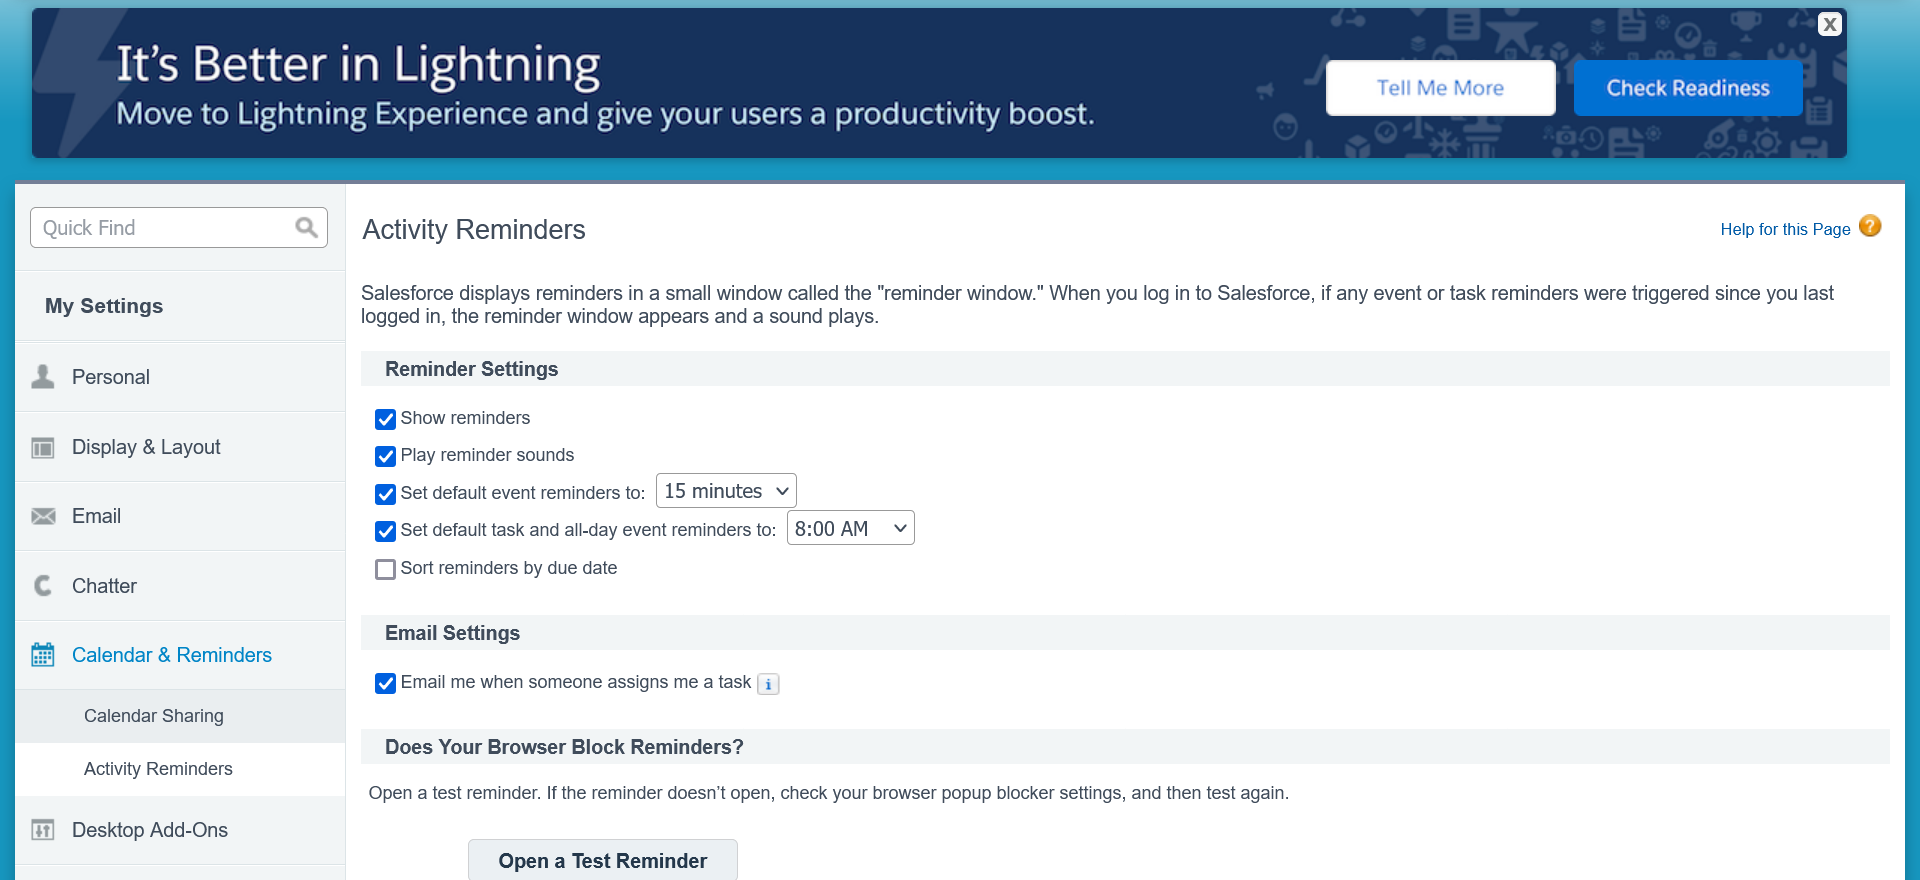 It's Better in Lightning
Move to Lightning Experience and give your users a productivity boost.
Tell Me More
Check Readiness
X
Quick Find
My Settings
Personal
Display & Layout
Email
Chatter
Calendar & Reminders
Calendar Sharing
Activity Reminders
Desktop Add-Ons
Activity Reminders
Help for this Page ?
Salesforce displays reminders in a small window called the "reminder window." When you log in to Salesforce, if any event or task reminders were triggered since you last
logged in, the reminder window appears and a sound plays.
Reminder Settings
Show reminders
Play reminder sounds
Set default event reminders to: 15 minutes
Set default task and all-day event reminders to: 8:00 AM
Sort reminders by due date
Email Settings
Email me when someone assigns me a task i
Does Your Browser Block Reminders?
Open a test reminder. If the reminder doesn’t open, check your browser popup blocker settings, and then test again.
Open a Test Reminder